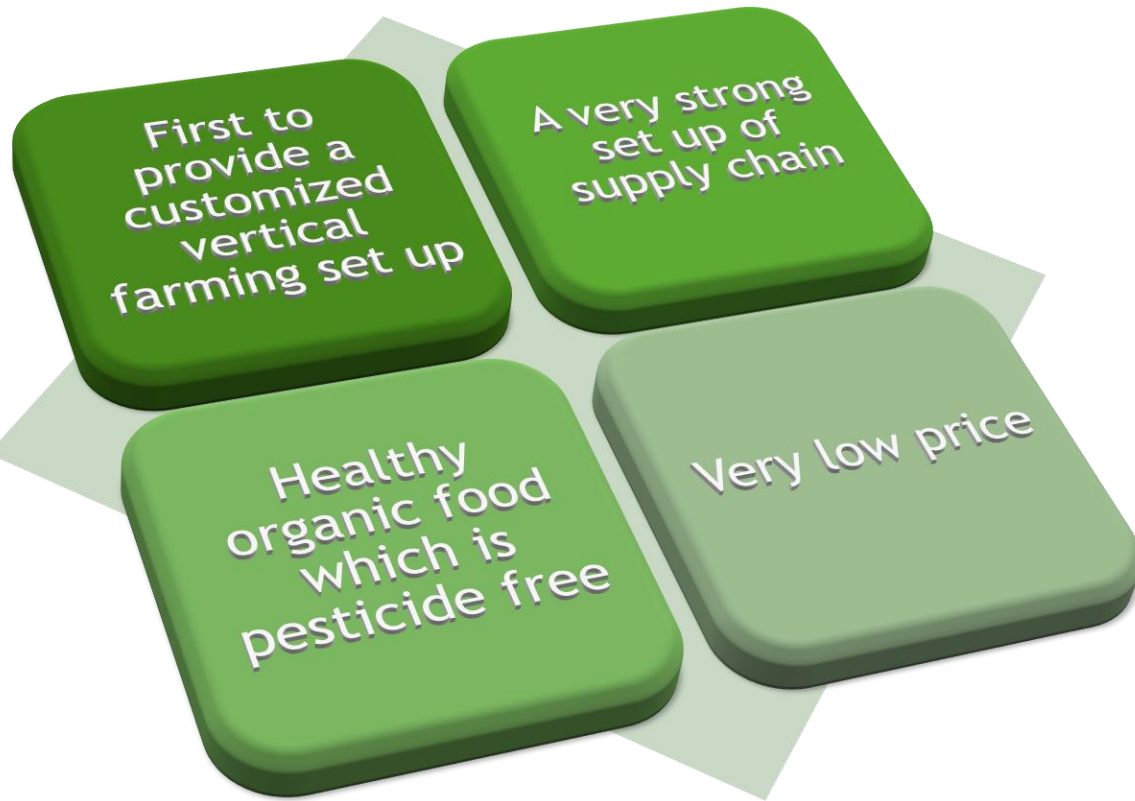 First to
provide a
customized
vertical
farming set up
A very strong
set up of
supply chain
Healthy
organic food
which is
pesticide free
Very low price